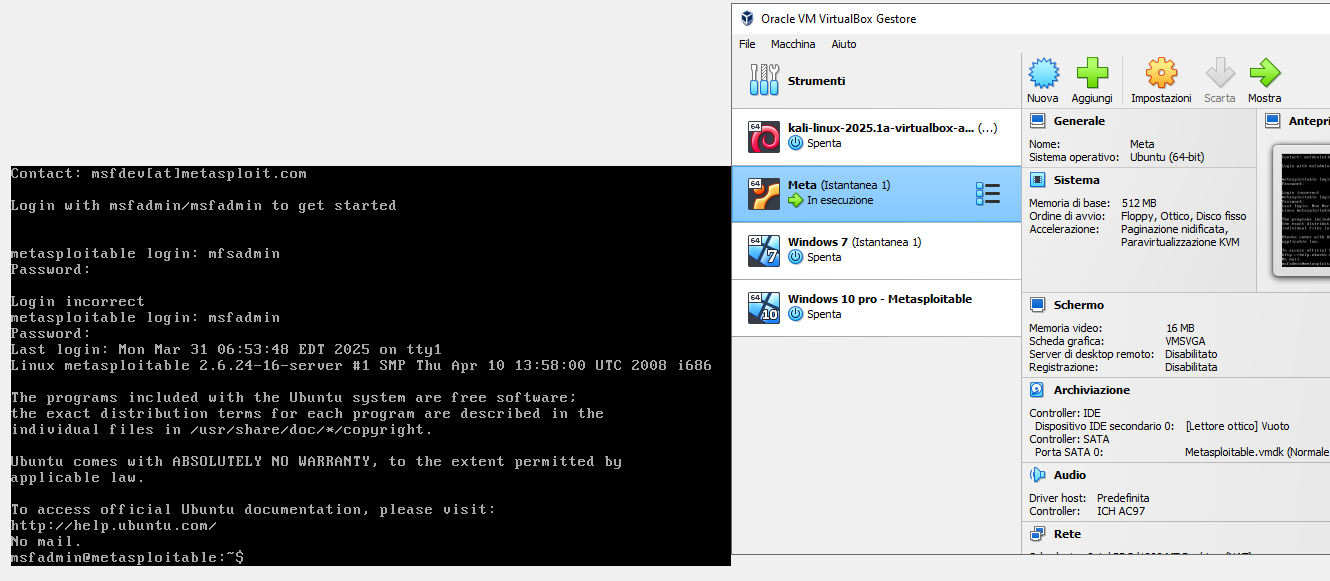 Contact: msfdev[at]metasploit.com
Login with msfadmin/msfadmin to get started
metasploitable login: mfsadmin
Password:
Login incorrect
metasploitable login: msfadmin
Password:
Last login: Mon Mar 31 06:53:48 EDT 2025 on tty1
Linux metasploitable 2.6.24-16-server #1 SMP Thu Apr 10 13:58:00 UTC 2008 i686
The programs included with the Ubuntu system are free software;
the exact distribution terms for each program are described in the
individual files in /usr/share/doc/*/copyright.
Ubuntu comes with ABSOLUTELY NO WARRANTY, to the extent permitted by
applicable law.
To access official Ubuntu documentation, please visit:
http://help.ubuntu.com/
No mail.
msfadmin@metasploitable:~$
Oracle VM VirtualBox Gestore
File Macchina Aiuto
Strumenti
Nuova Aggiungi Impostazioni Scarta Mostra
64 kali-linux-2025.1a-virtualbox-a... (...)
Spenta
64 Meta (Istantanea 1)
In esecuzione
64 7 Windows 7 (Istantanea 1)
Spenta
64 10 Windows 10 pro - Metasploitable
Spenta
Generale
Nome: Meta
Sistema operativo: Ubuntu (64-bit)
Antepri
Sistema
Memoria di base: 512 MB
Ordine di avvio: Floppy, Ottico, Disco fisso
Accelerazione: Paginazione nidificata,
Paravirtualizzazione KVM
Schermo
Memoria video: 16 MB
Scheda grafica: VMSVGA
Server di desktop remoto: Disabilitato
Registrazione: Disabilitata
Archiviazione
Controller: IDE
Dispositivo IDE secondario 0: [Lettore ottico] Vuoto
Controller: SATA
Porta SATA 0: Metasploitable.vmdk (Normale
Audio
Driver host: Predefinita
Controller: ICH AC97
Rete